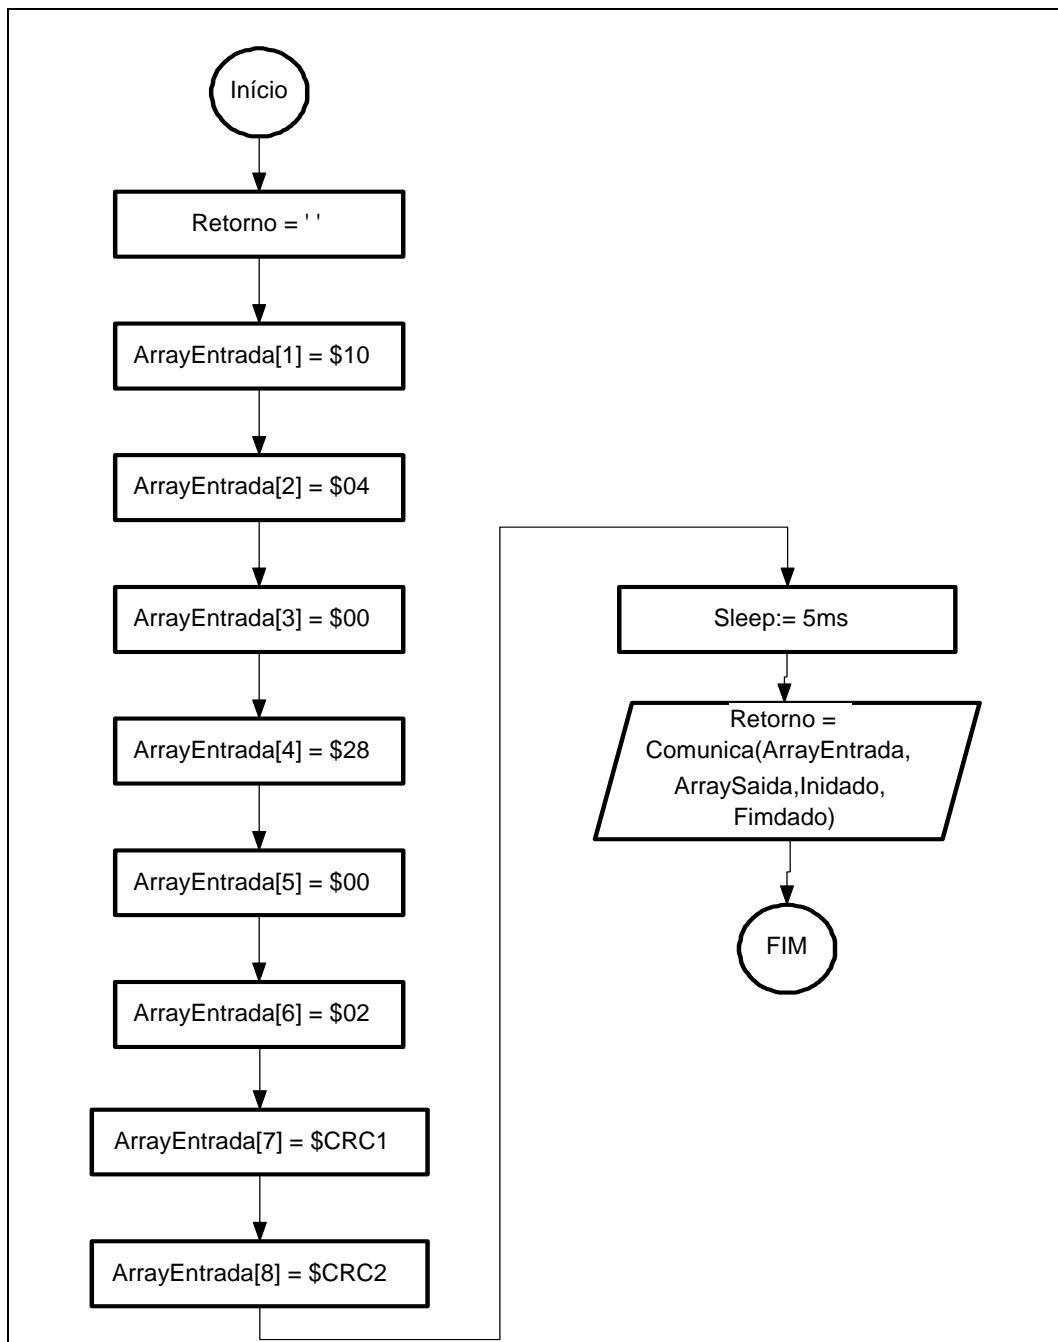 Início
Retorno = ' '
ArrayEntrada[1] = $10
ArrayEntrada[2] = $04
ArrayEntrada[3] = $00
ArrayEntrada[4] = $28
ArrayEntrada[5] = $00
ArrayEntrada[6] = $02
ArrayEntrada[7] = $CRC1
ArrayEntrada[8] = $CRC2
Sleep:= 5ms
Retorno =
Comunica(ArrayEntrada,
ArraySaida,Inidado,
Fimdado)
FIM